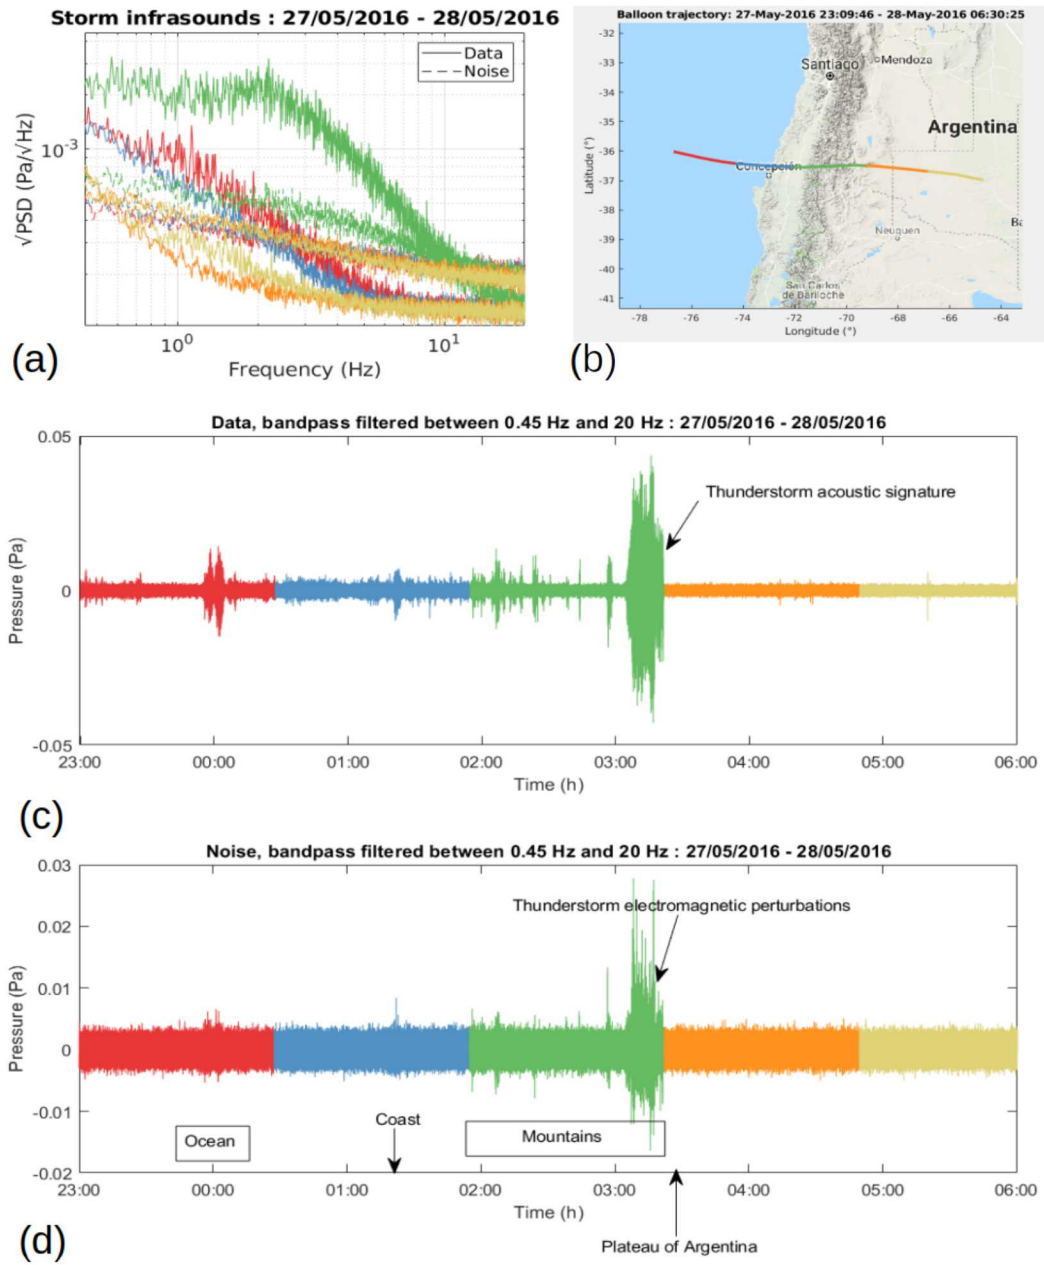 Storm infrasounds : 27/05/2016 - 28/05/2016
Data
Noise
10⁻³
√PSD (Pa/√Hz)
10⁰
10¹
Frequency (Hz)
(a)
Balloon trajectory: 27-May-2016 23:09:46 - 28-May-2016 06:30:25
-32
-33
-34
-35
-36
-37
-38
-39
-40
-41
Latitude (°)
Santiago
Mendoza
Argentina
Concepción
Neuquen
San Carlos
de Bariloche
-78
-76
-74
-72
-70
-68
-66
-64
Longitude (°)
(b)
Data, bandpass filtered between 0.45 Hz and 20 Hz : 27/05/2016 - 28/05/2016
0.05
0
-0.05
Pressure (Pa)
Thunderstorm acoustic signature
23:00
00:00
01:00
02:00
03:00
04:00
05:00
06:00
Time (h)
(c)
Noise, bandpass filtered between 0.45 Hz and 20 Hz : 27/05/2016 - 28/05/2016
0.03
0.02
0.01
0
-0.01
-0.02
Pressure (Pa)
Thunderstorm electromagnetic perturbations
Ocean
Coast
Mountains
23:00
00:00
01:00
02:00
03:00
04:00
05:00
06:00
Time (h)
Plateau of Argentina
(d)